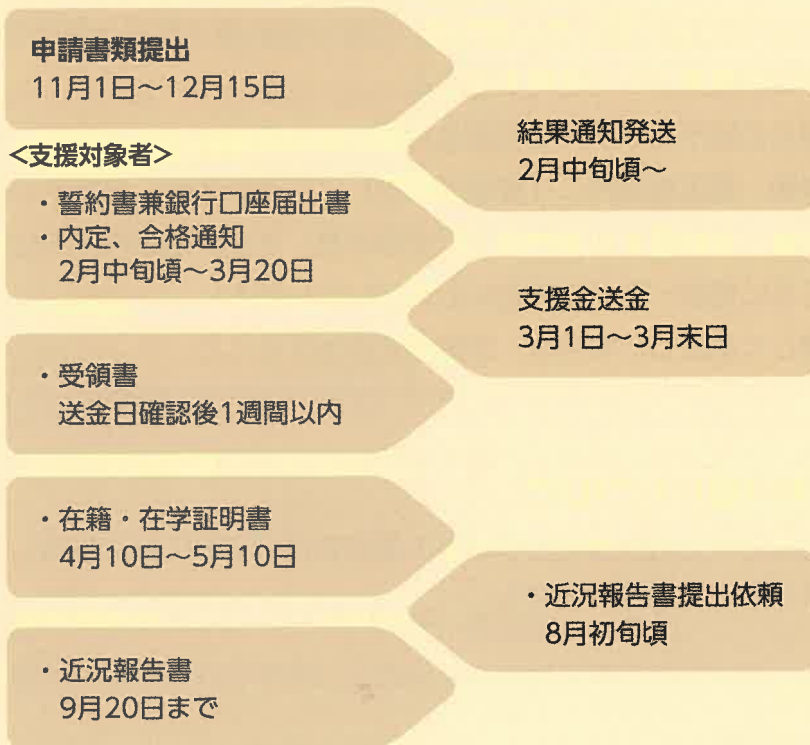 申請書類提出
11月1日～12月15日
結果通知発送
2月中旬頃～
＜支援対象者＞
・誓約書兼銀行口座届出書
・内定、合格通知
2月中旬頃～3月20日
支援金送金
3月1日～3月末日
・受領書
送金日確認後1週間以内
・在籍・在学証明書
4月10日～5月10日
・近況報告書提出依頼
8月初旬頃
・近況報告書
9月20日まで